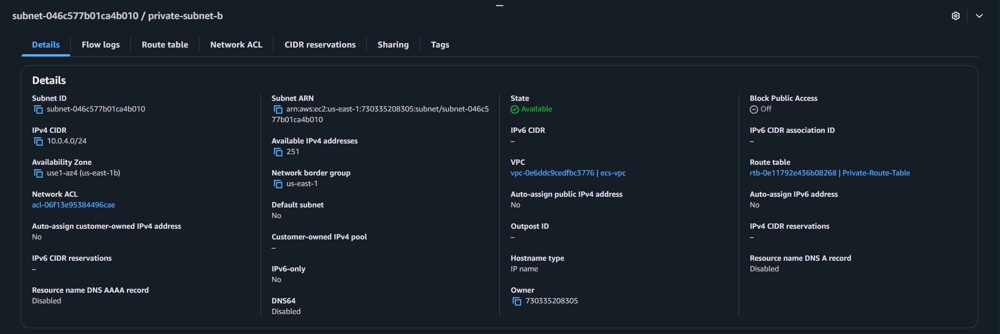 subnet-046c577b01ca4b010 / private-subnet-b
Details
Flow logs
Route table
Network ACL
CIDR reservations
Sharing
Tags
Details
Subnet ID
subnet-046c577b01ca4b010
IPv4 CIDR
10.0.4.0/24
Availability Zone
use1-az4 (us-east-1b)
Network ACL
acl-06f13e95384496cae
Auto-assign customer-owned IPv4 address
No
IPv6 CIDR reservations
–
Resource name DNS AAAA record
Disabled
Subnet ARN
arn:aws:ec2:us-east-1:730335208305:subnet/subnet-046c5
77b01ca4b010
Available IPv4 addresses
251
Network border group
us-east-1
Default subnet
No
Customer-owned IPv4 pool
–
IPv6-only
No
DNS64
Disabled
State
Available
IPv6 CIDR
–
VPC
vpc-0e6ddc9cedfbc3776 | ecs-vpc
Auto-assign public IPv4 address
No
Outpost ID
–
Hostname type
IP name
Owner
730335208305
Block Public Access
Off
IPv6 CIDR association ID
–
Route table
rtb-0e11792e436b08268 | Private-Route-Table
Auto-assign IPv6 address
No
IPv4 CIDR reservations
–
Resource name DNS A record
Disabled